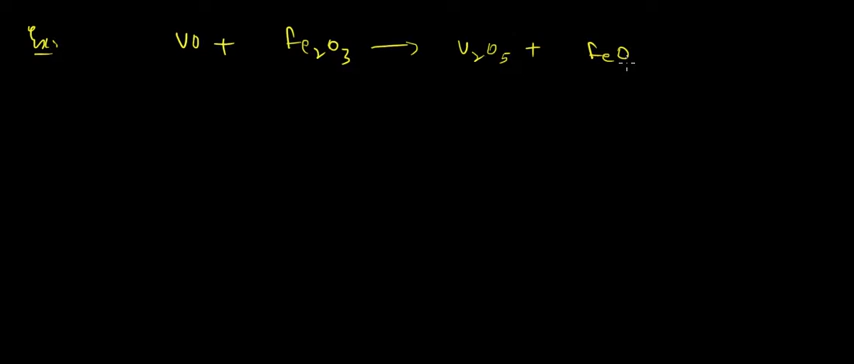 Ex. VO + Fe₂O₃ ⟶ V₂O₅ + FeO